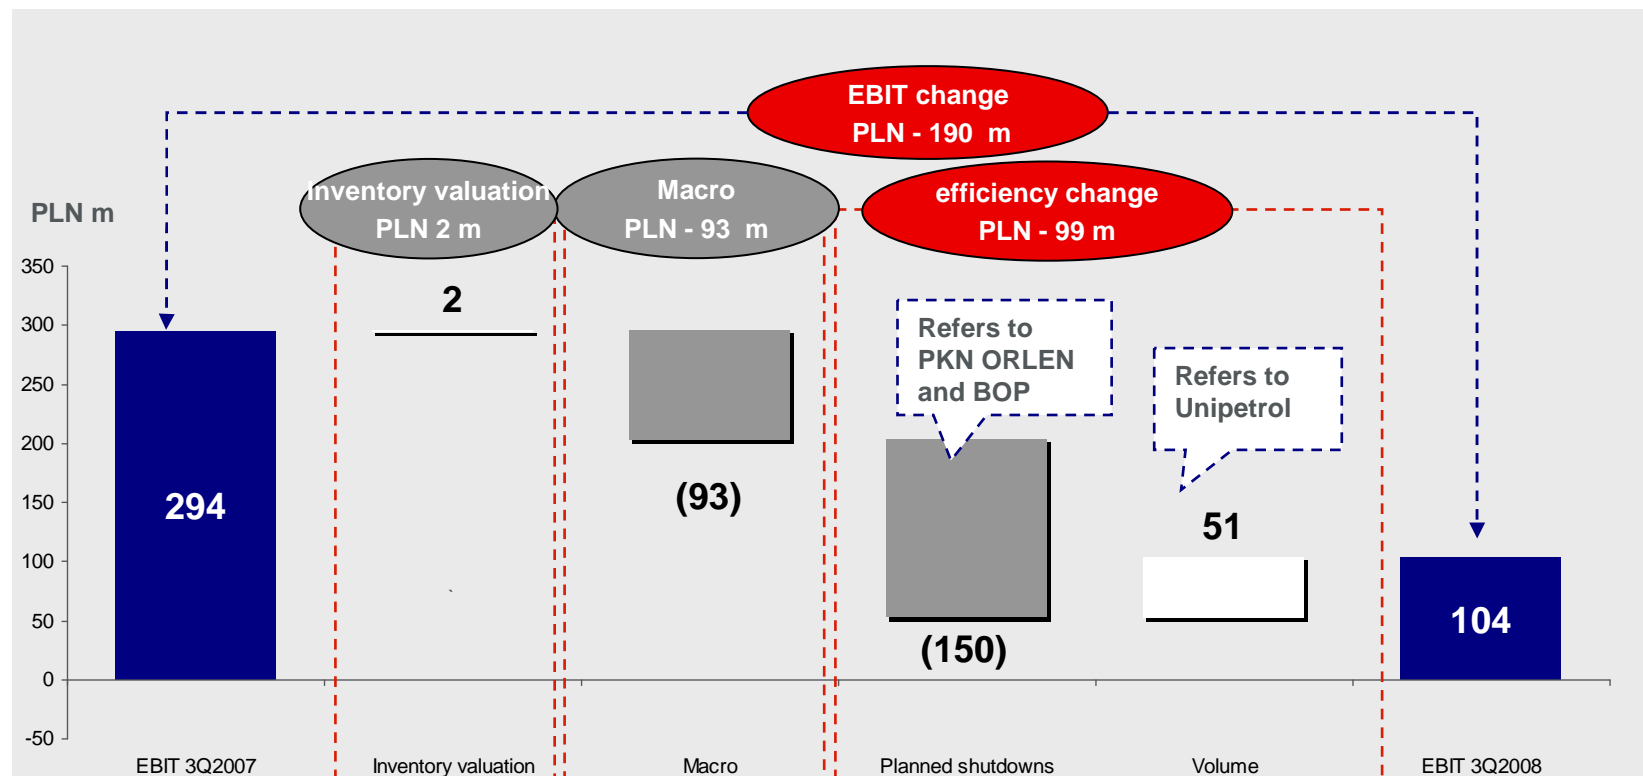 EBIT change
PLN - 190 m
inventory valuation
PLN 2 m
Macro
PLN - 93 m
efficiency change
PLN - 99 m
PLN m
350
300
250
200
150
100
50
0
-50
294
2
(93)
Refers to
PKN ORLEN
and BOP
(150)
Refers to
Unipetrol
51
104
EBIT 3Q2007
Inventory valuation
Macro
Planned shutdowns
Volume
EBIT 3Q2008